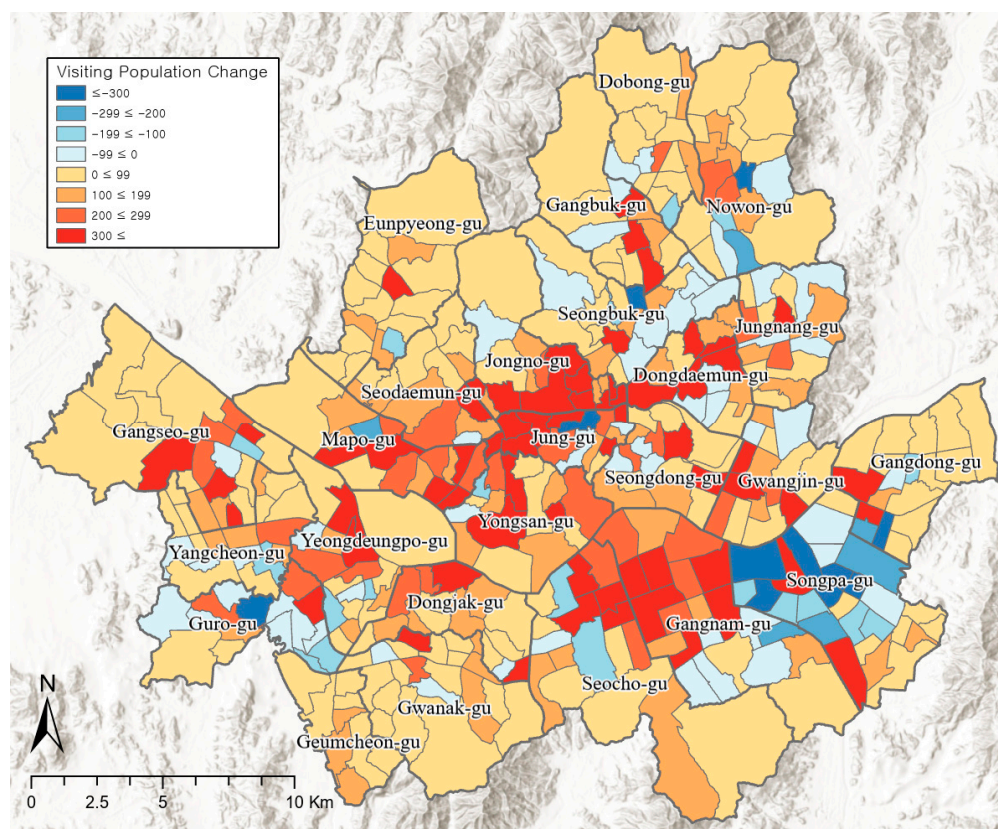 Visiting Population Change
≤-300
-299 ≤ -200
-199 ≤ -100
-99 ≤ 0
0 ≤ 99
100 ≤ 199
200 ≤ 299
300 ≤
Dobong-gu
Gangbuk-gu
Nowon-gu
Eunpyeong-gu
Seongbuk-gu
Jungnang-gu
Jongno-gu
Dongdaemun-gu
Seodaemun-gu
Gangseo-gu
Mapo-gu
Jung-gu
Gangdong-gu
Seongdong-gu
Gwangjin-gu
Yongsan-gu
Yangcheon-gu
Yeongdeungpo-gu
Songpa-gu
Dongjak-gu
Guro-gu
Gangnam-gu
Seocho-gu
Gwanak-gu
Geumcheon-gu
N
0 2.5 5 10 Km